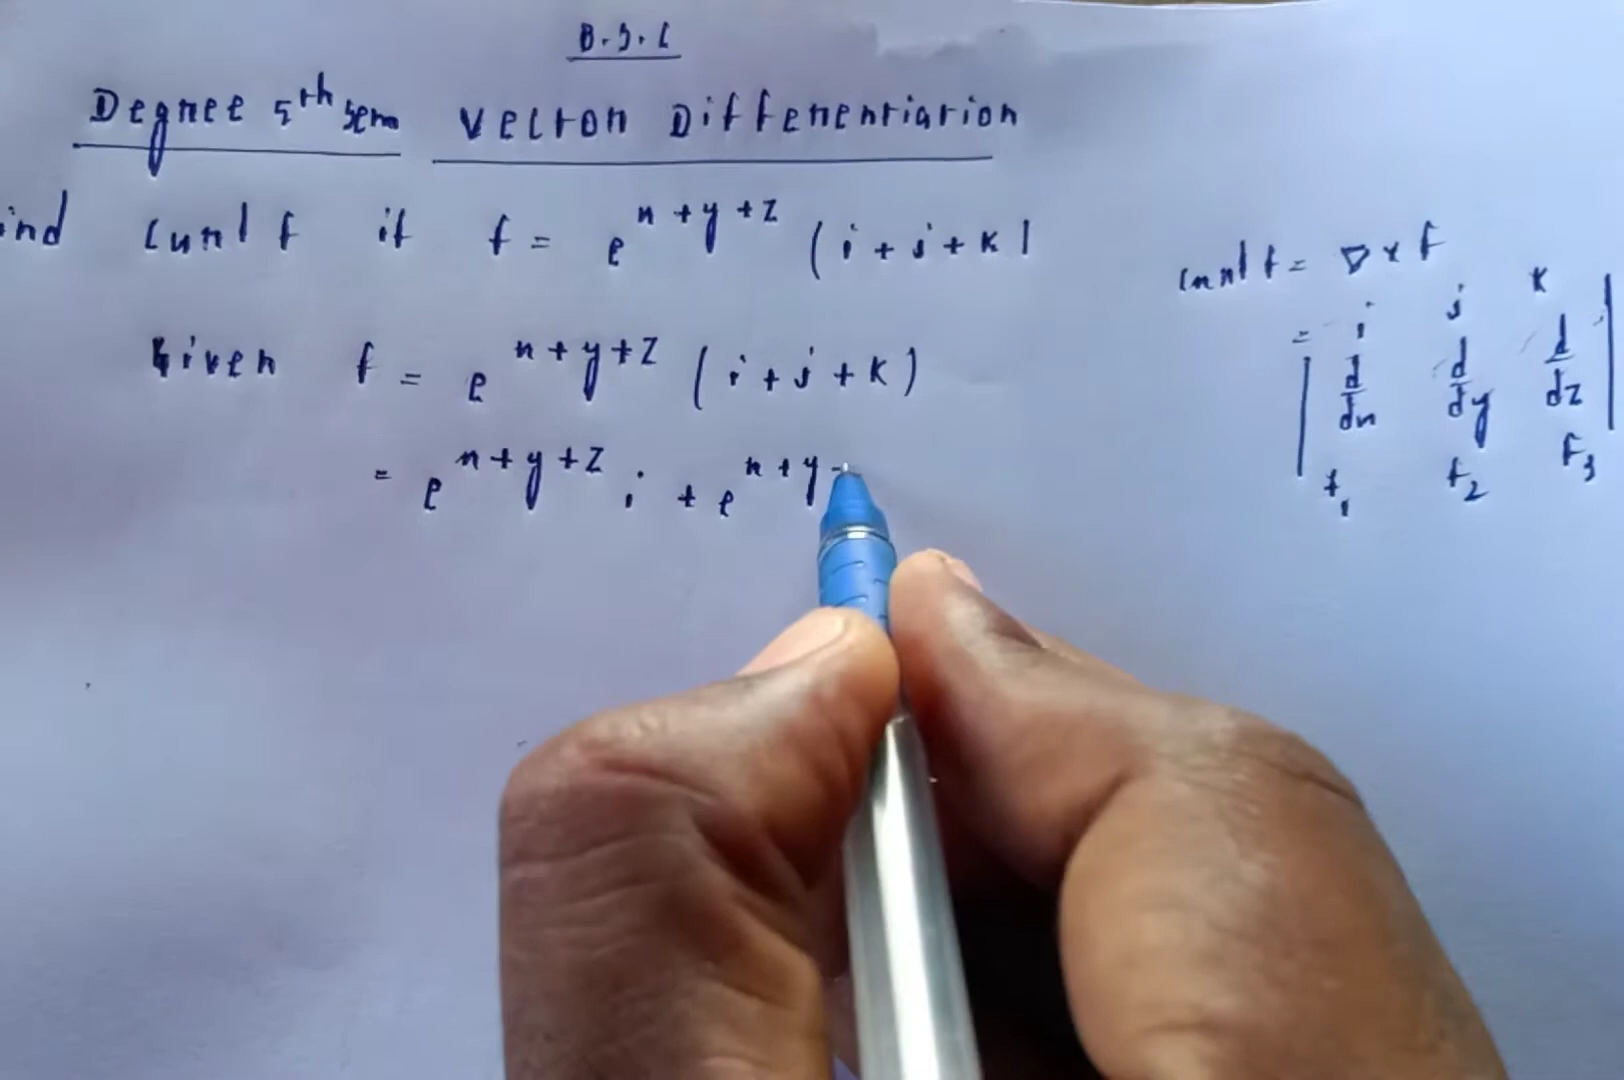 B.S.C
Degree 5th sem Vector Differentiation
ind Curl f if f = e^x+y+z (i + j + k)
Given f = e^x+y+z (i + j + k)
= e^x+y+z i + e^x+y
Curl f = ∇ × f
= | i j k |
d/dx d/dy d/dz
f1 f2 f3